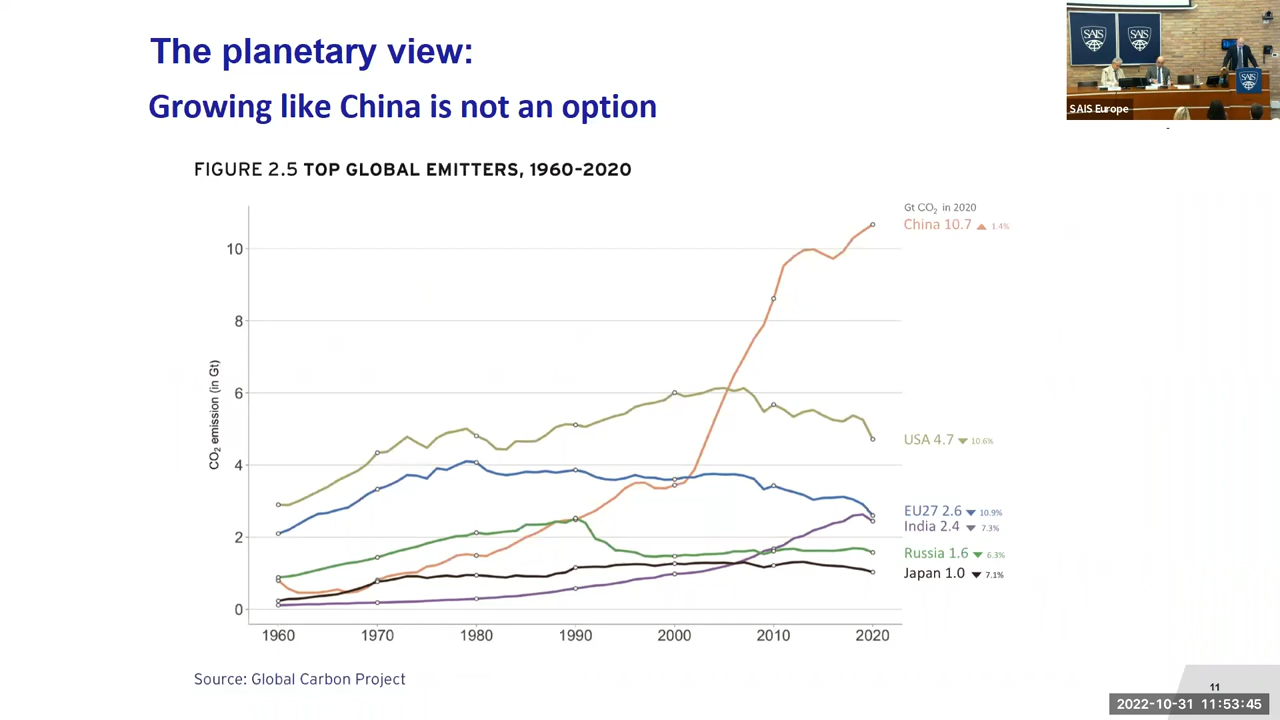 The planetary view:
Growing like China is not an option
SAIS
SAIS
SAIS
SAIS Europe
FIGURE 2.5 TOP GLOBAL EMITTERS, 1960–2020
Gt CO₂ in 2020
China 10.7 ▲ 1.4%
10
8
6
4
2
0
CO₂ emission (in Gt)
USA 4.7 ▼ 10.6%
EU27 2.6 ▼ 10.9%
India 2.4 ▼ 7.3%
Russia 1.6 ▼ 6.3%
Japan 1.0 ▼ 7.1%
1960 1970 1980 1990 2000 2010 2020
Source: Global Carbon Project
11
2022-10-31 11:53:45